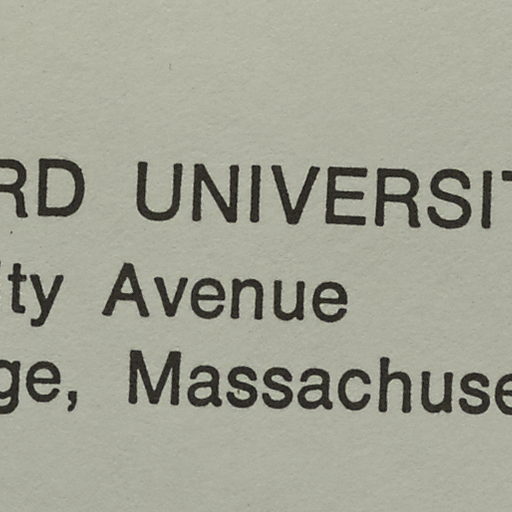 RD UNIVERSIT
ity Avenue
ge, Massachuse